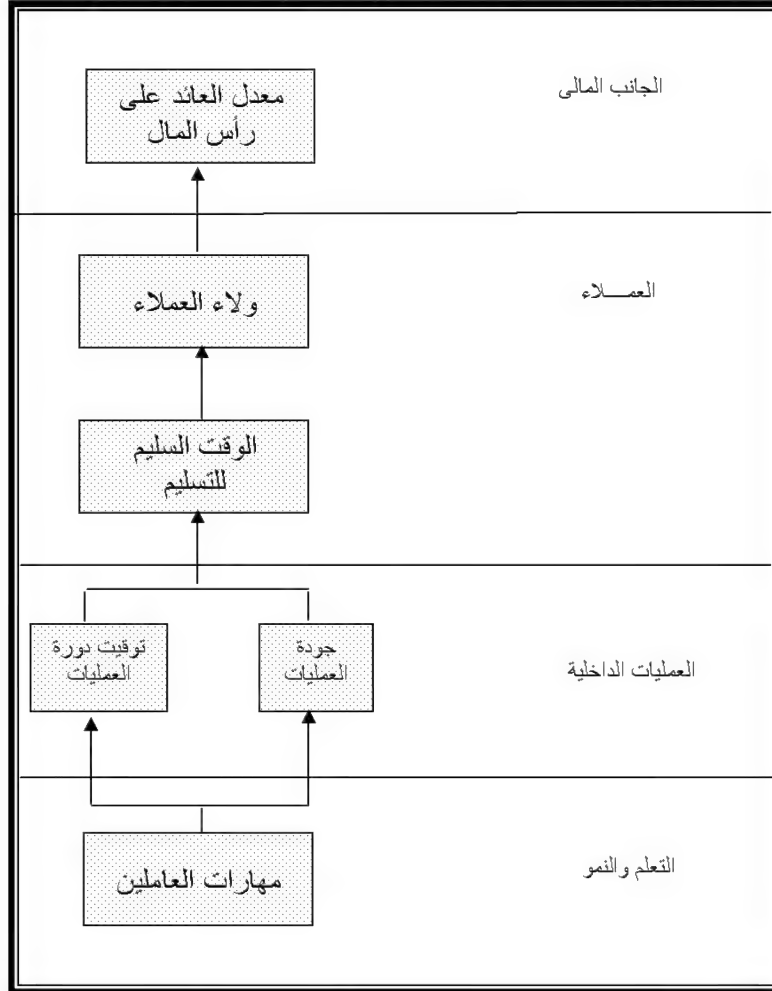 الجانب المالى
معدل العائد على
رأس المال
العمـــلاء
ولاء العملاء
الوقت السليم
للتسليم
العمليات الداخلية
جودة
العمليات
توقيت دورة
العمليات
التعلم والنمو
مهارات العاملين